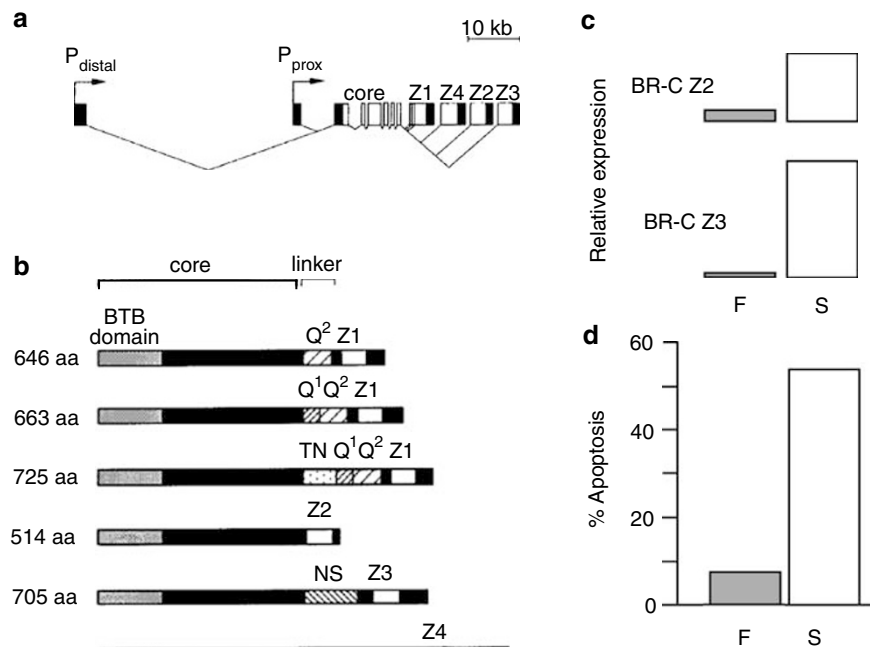 a
10 kb
P distal
P prox
core
Z1 Z4 Z2 Z3
b
core
linker
BTB
domain
646 aa
Q² Z1
663 aa
Q¹Q² Z1
725 aa
TN Q¹Q² Z1
514 aa
Z2
705 aa
NS Z3
Z4
c
Relative expression
BR-C Z2
BR-C Z3
F S
d
% Apoptosis
60
40
20
0
F S